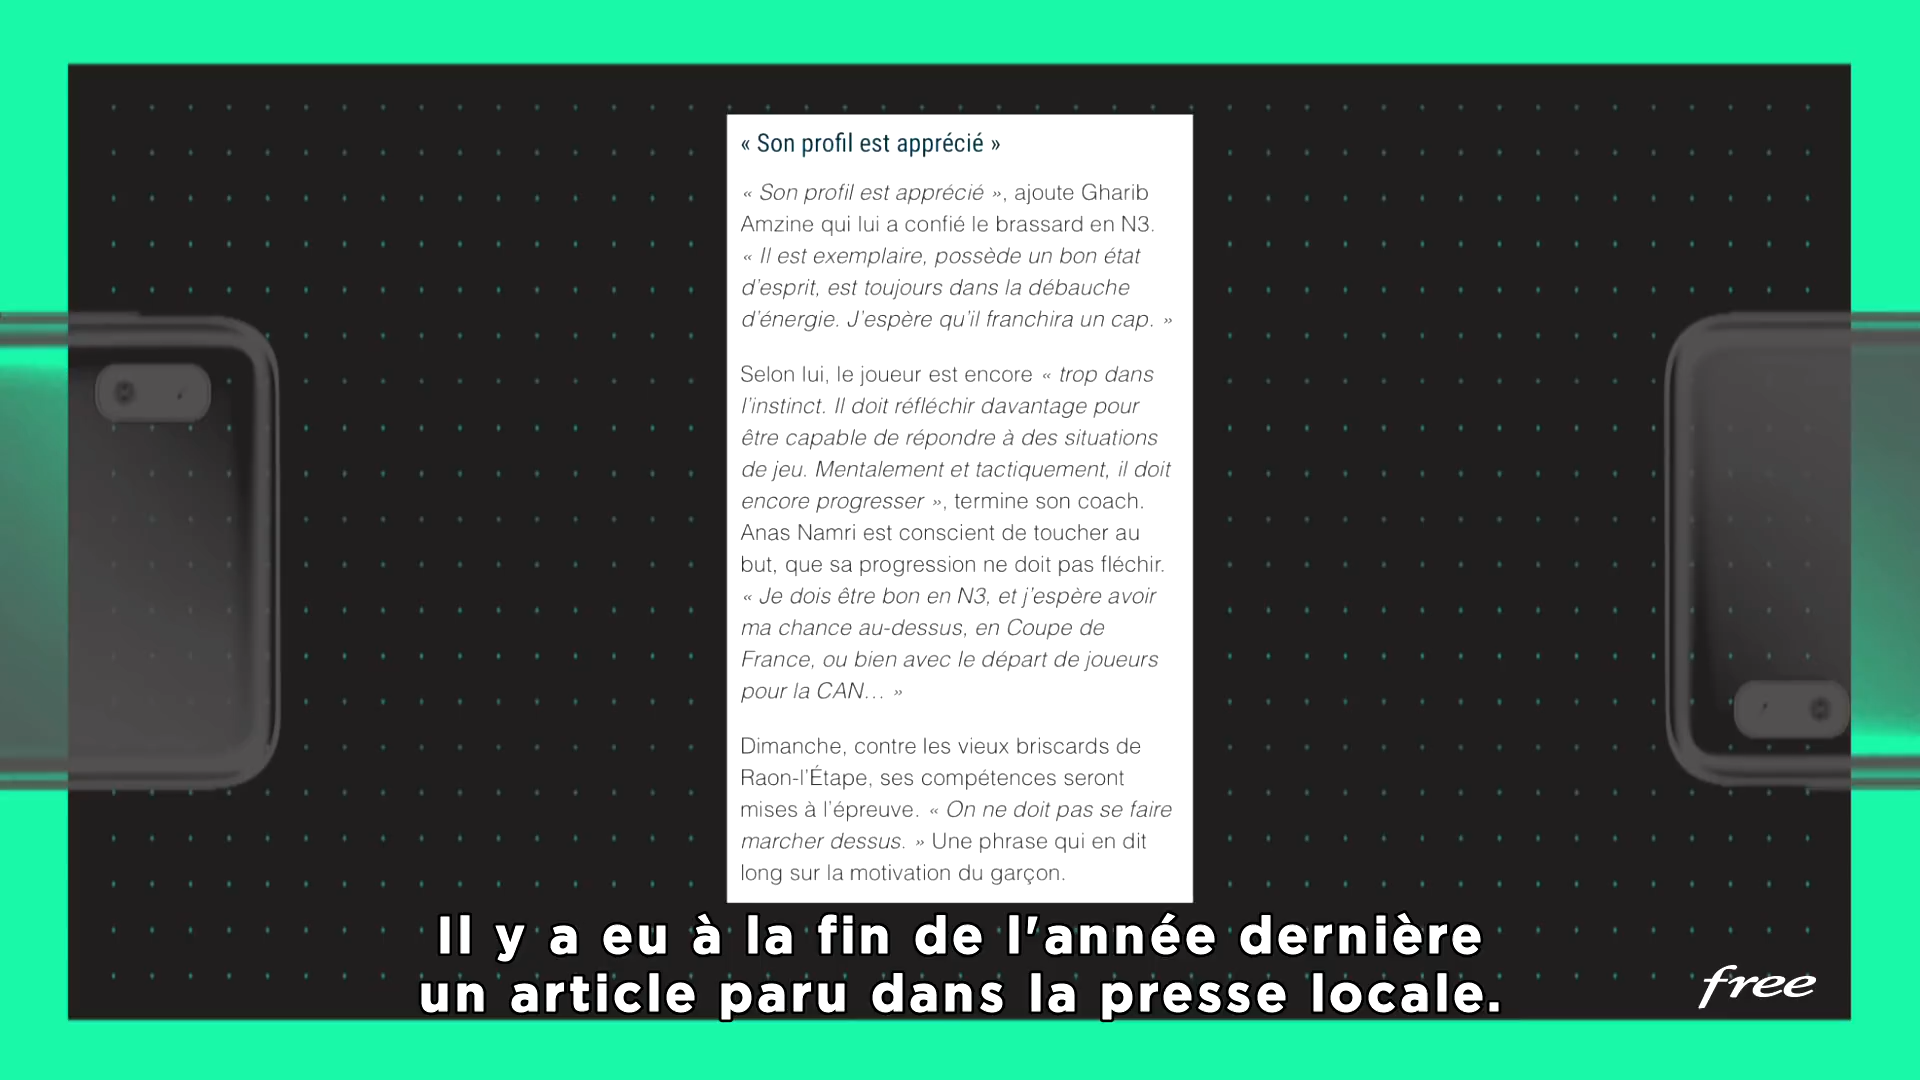 « Son profil est apprécié »
« Son profil est apprécié », ajoute Gharib
Amzine qui lui a confié le brassard en N3.
« Il est exemplaire, possède un bon état
d'esprit, est toujours dans la débauche
d'énergie. J'espère qu'il franchira un cap. »
Selon lui, le joueur est encore « trop dans
l'instinct. Il doit réfléchir davantage pour
être capable de répondre à des situations
de jeu. Mentalement et tactiquement, il doit
encore progresser », termine son coach.
Anas Namri est conscient de toucher au
but, que sa progression ne doit pas fléchir.
« Je dois être bon en N3, et j'espère avoir
ma chance au-dessus, en Coupe de
France, ou bien avec le départ de joueurs
pour la CAN… »
Dimanche, contre les vieux briscards de
Raon-l'Étape, ses compétences seront
mises à l'épreuve. « On ne doit pas se faire
marcher dessus. » Une phrase qui en dit
long sur la motivation du garçon.
Il y a eu à la fin de l'année dernière
un article paru dans la presse locale.
free